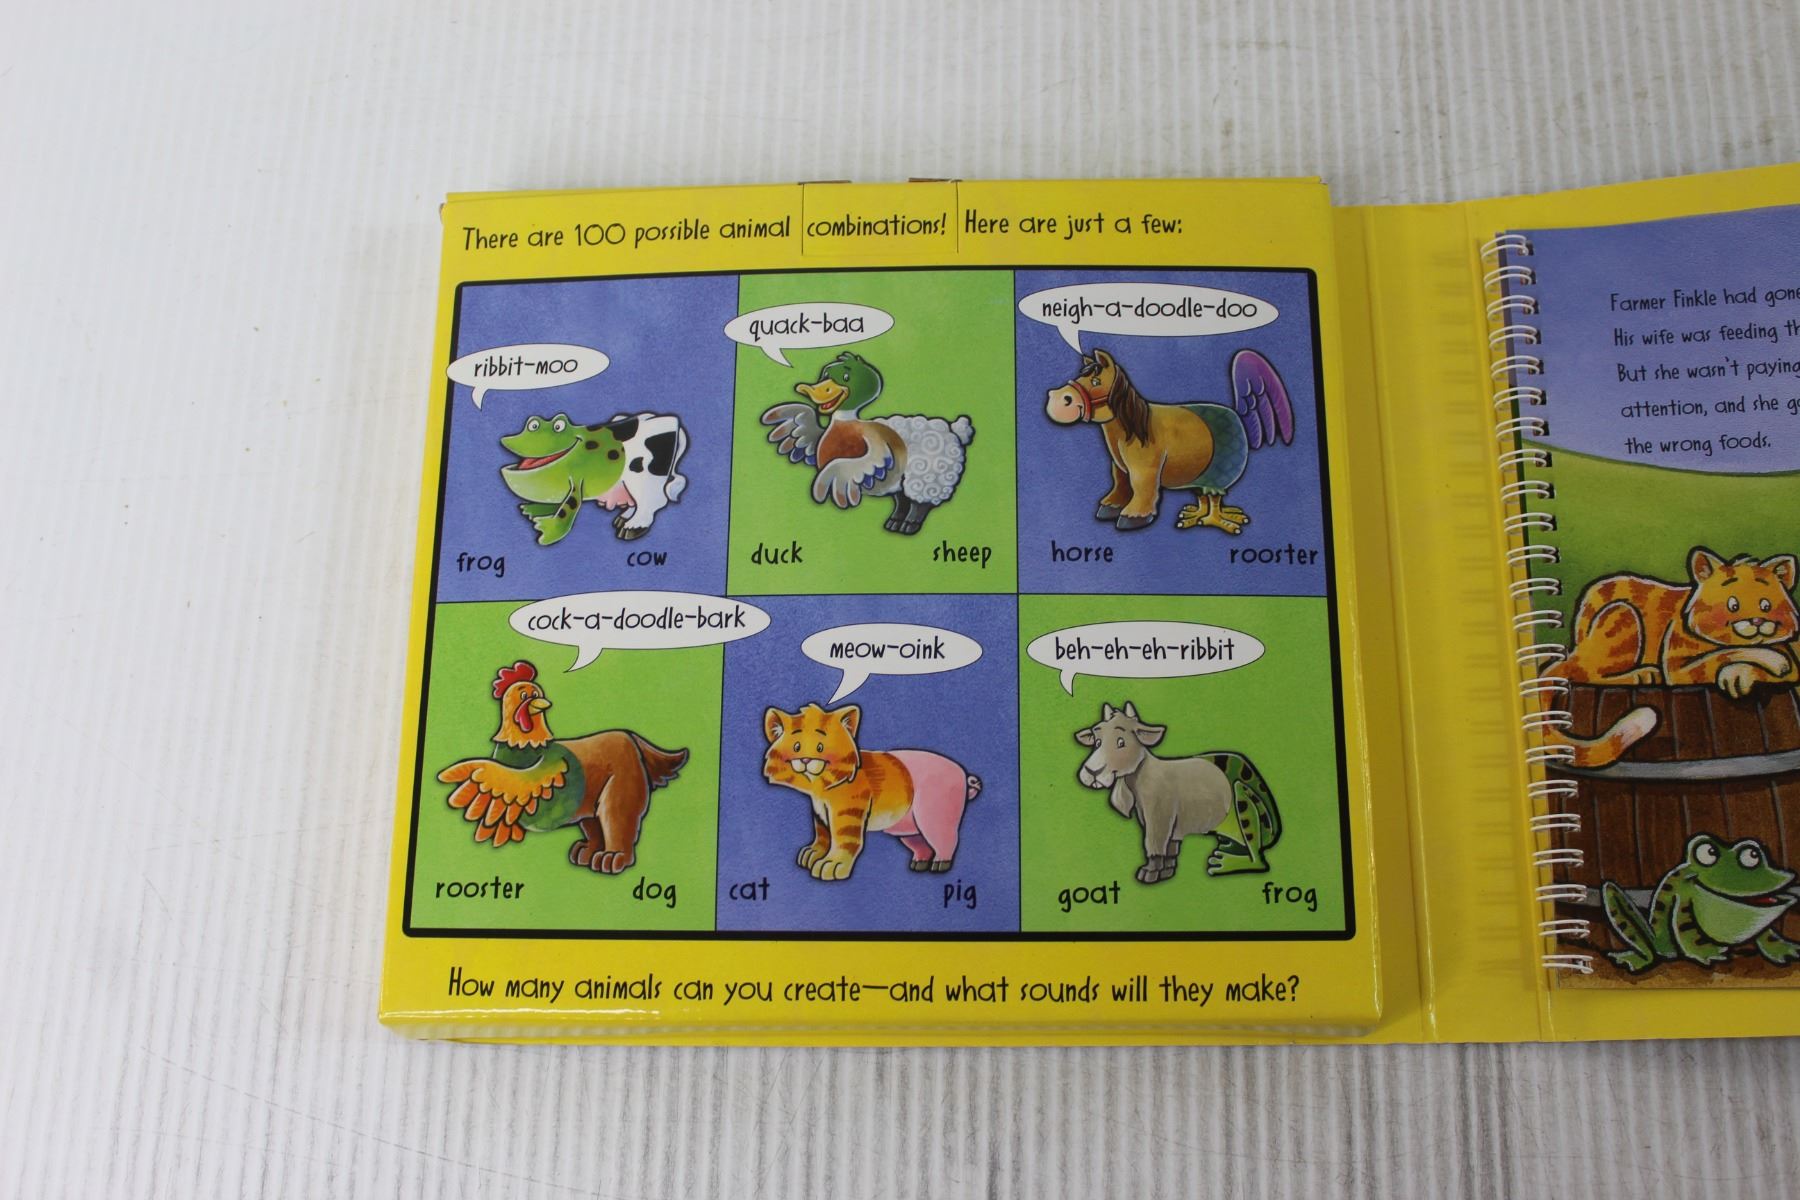 There are 100 possible animal combinations! Here are just a few:
ribbit-moo
frog cow
quack-baa
duck sheep
neigh-a-doodle-doo
horse rooster
cock-a-doodle-bark
rooster dog
meow-oink
cat pig
beh-eh-eh-ribbit
goat frog
How many animals can you create—and what sounds will they make?
Farmer Finkle had gone
His wife was feeding
But she wasn't paying
attention, and she
the wrong foods.